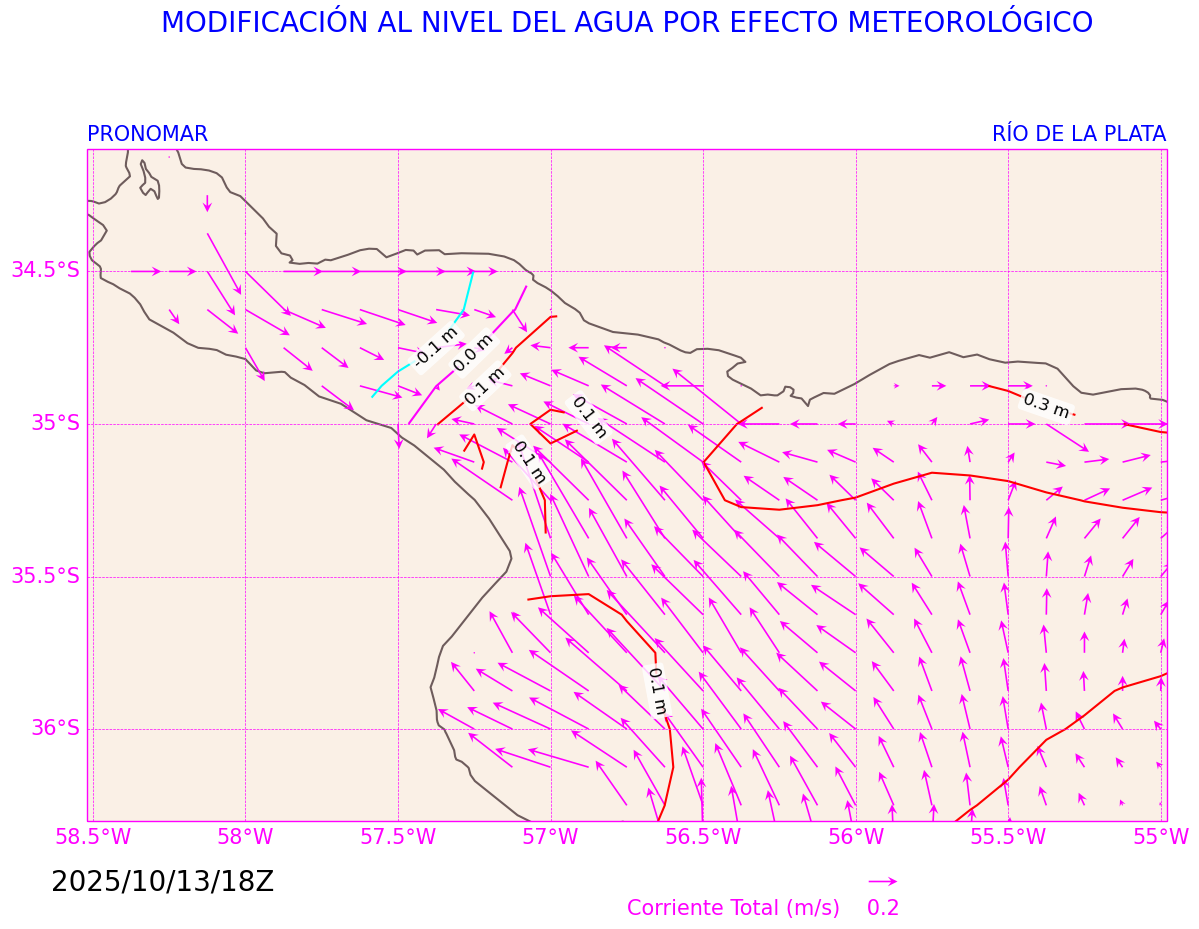 MODIFICACIÓN AL NIVEL DEL AGUA POR EFECTO METEOROLÓGICO
PRONOMAR
RÍO DE LA PLATA
34.5°S
35°S
35.5°S
36°S
-0.1 m
0.0 m
0.1 m
0.1 m
0.1 m
0.3 m
0.1 m
58.5°W
58°W
57.5°W
57°W
56.5°W
56°W
55.5°W
55°W
2025/10/13/18Z
Corriente Total (m/s) 0.2